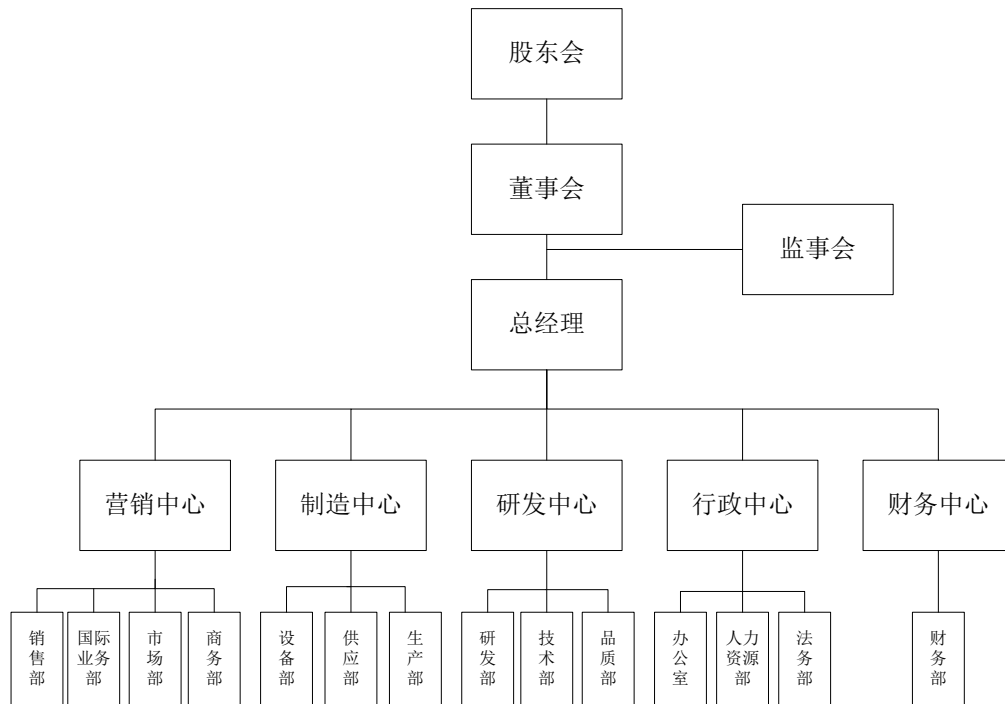 股东会
董事会
监事会
总经理
营销中心
制造中心
研发中心
行政中心
财务中心
销售部
国际业务部
市场部
商务部
设备部
供应部
生产部
研发部
技术部
品质部
办公室
人力资源部
法务部
财务部